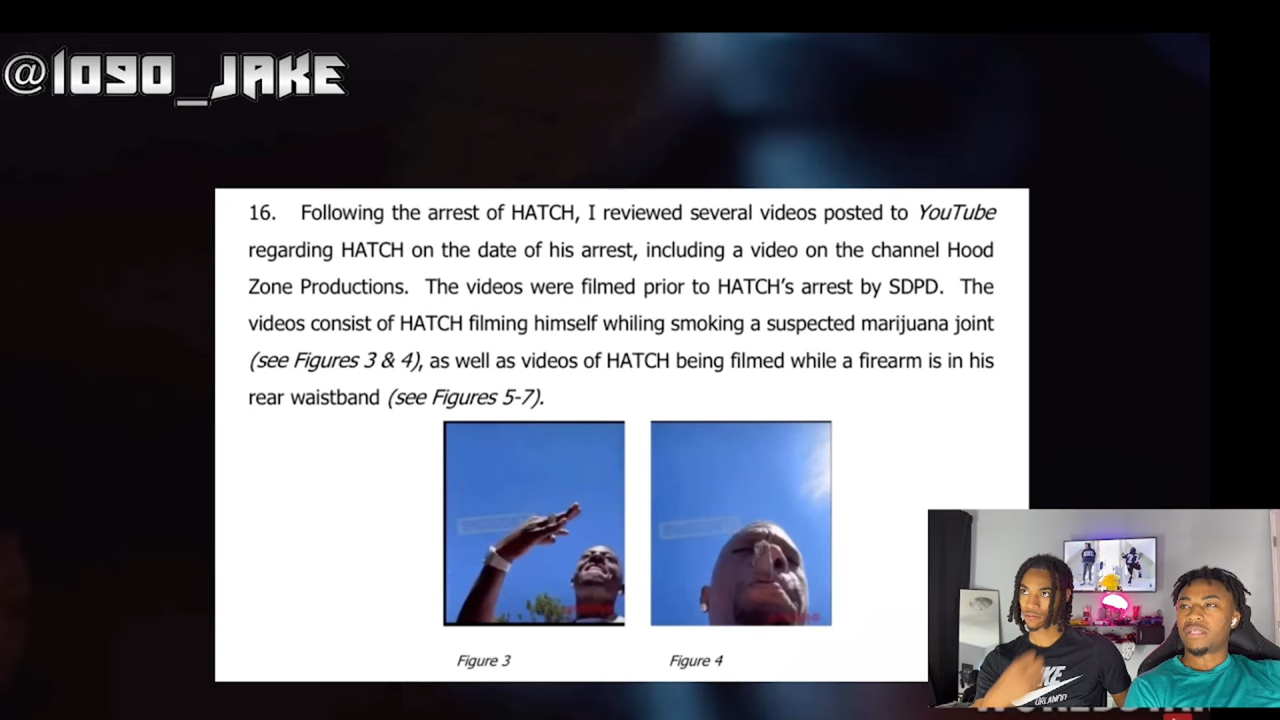 @1090_JAKE
16. Following the arrest of HATCH, I reviewed several videos posted to YouTube
regarding HATCH on the date of his arrest, including a video on the channel Hood
Zone Productions. The videos were filmed prior to HATCH's arrest by SDPD. The
videos consist of HATCH filming himself whiling smoking a suspected marijuana joint
(see Figures 3 & 4), as well as videos of HATCH being filmed while a firearm is in his
rear waistband (see Figures 5-7).
Figure 3
Figure 4
ORLANDO